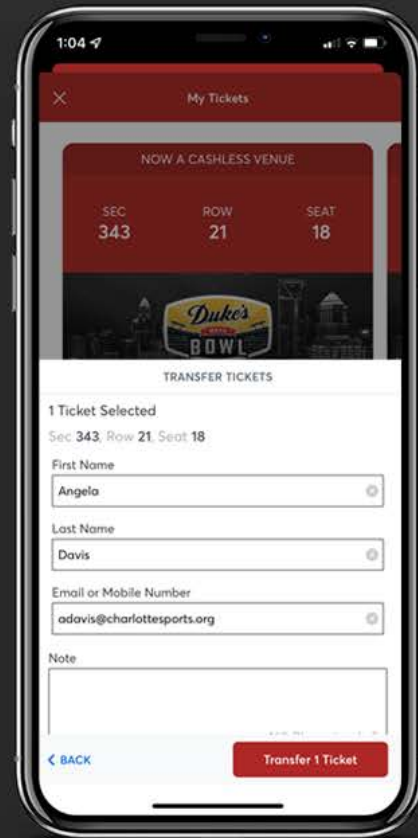 1:04
My Tickets
NOW A CASHLESS VENUE
SEC ROW SEAT
343 21 18
Duke's
MAYO
BOWL
TRANSFER TICKETS
1 Ticket Selected
Sec 343, Row 21, Seat 18
First Name
Angela
Last Name
Davis
Email or Mobile Number
adavis@charlottesports.org
Note
BACK Transfer 1 Ticket